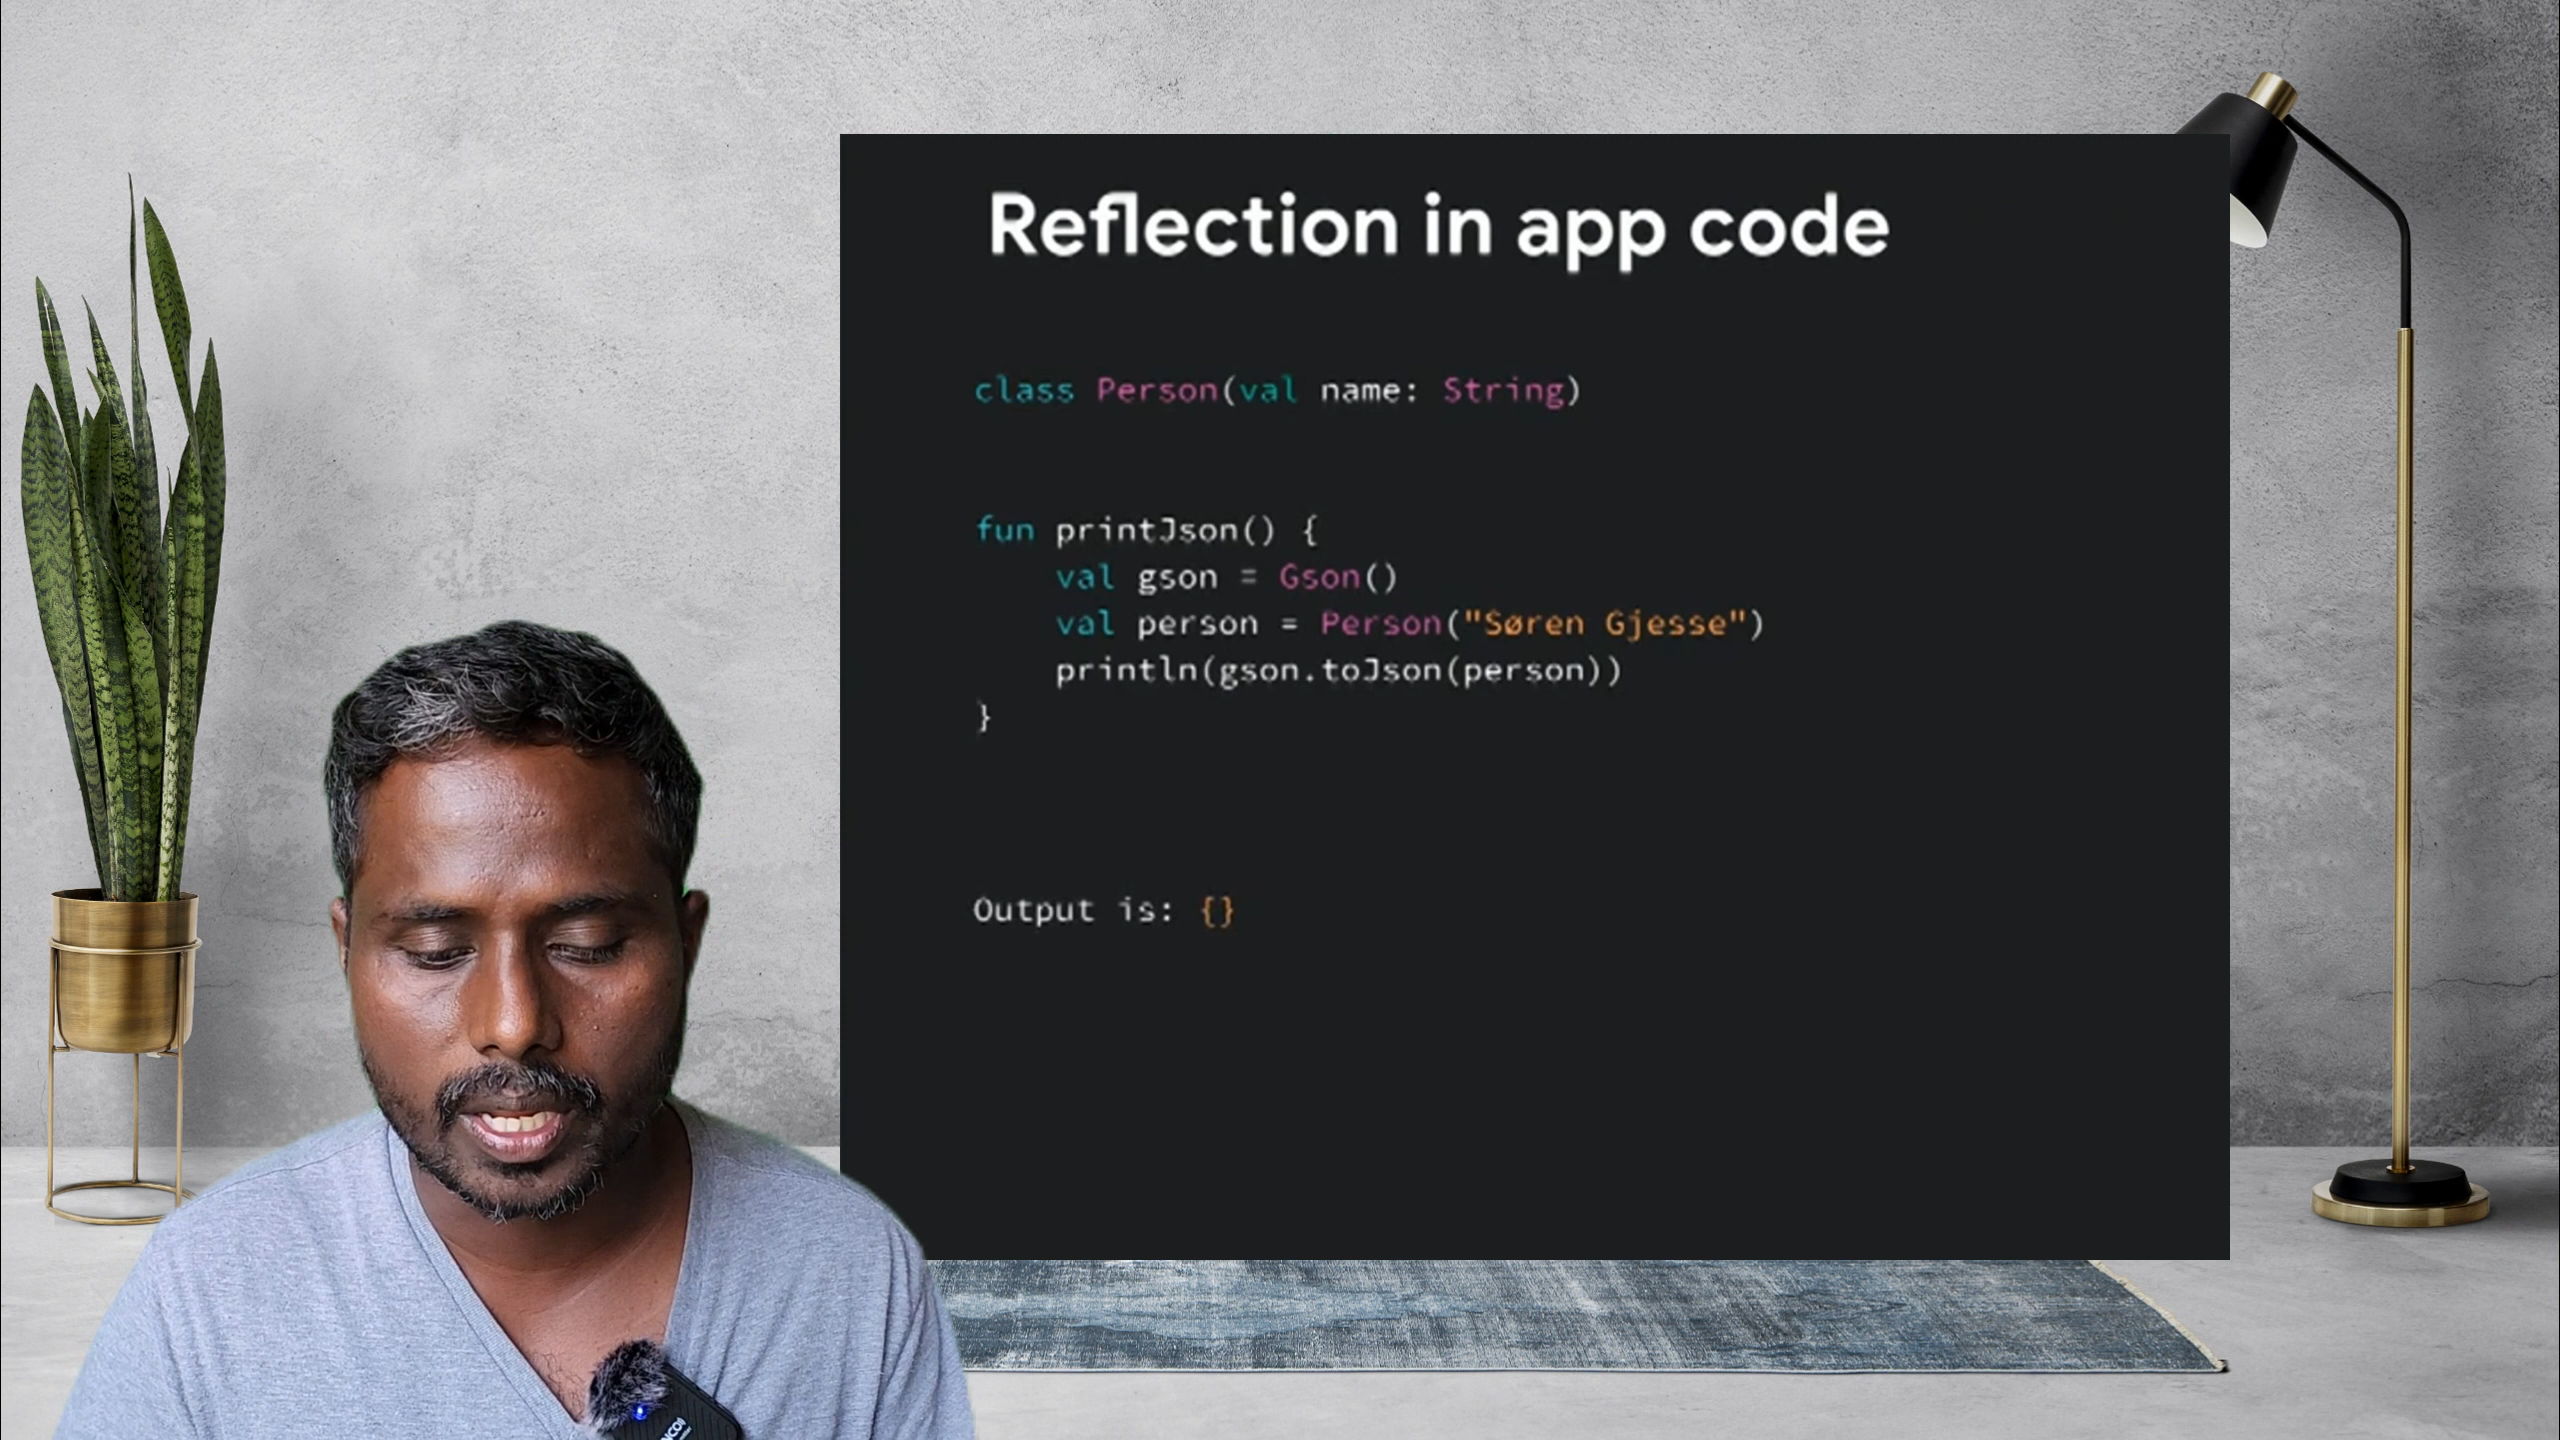 Reflection in app code
class Person(val name: String)
fun printJson() {
    val gson = Gson()
    val person = Person("Søren Gjesse")
    println(gson.toJson(person))
}
Output is: {}